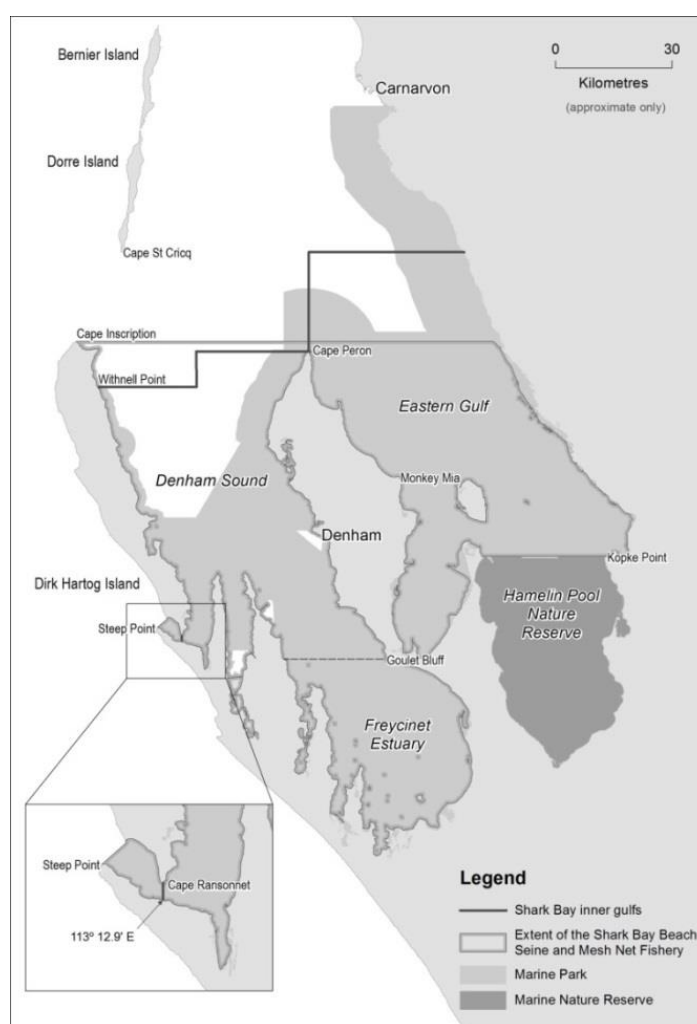 Bernier Island
Carnarvon
0 30
Kilometres
(approximate only)
Dorre Island
Cape St Cricq
Cape Inscription
Cape Peron
Withnell Point
Eastern Gulf
Denham Sound
Monkey Mia
Denham
Kopke Point
Dirk Hartog Island
Hamelin Pool
Nature
Reserve
Steep Point
Goulet Bluff
Freycinet
Estuary
Steep Point
Cape Ransonnet
113º 12.9' E
Legend
Shark Bay inner gulfs
Extent of the Shark Bay Beach
Seine and Mesh Net Fishery
Marine Park
Marine Nature Reserve